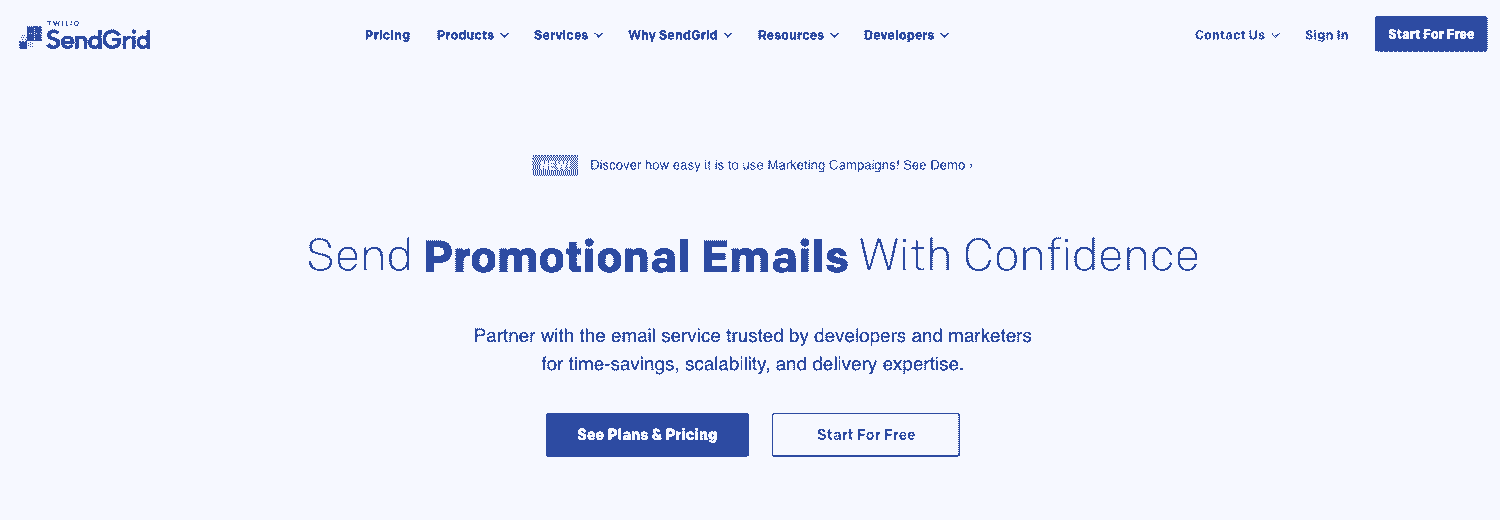 TWILIO
SendGrid
Pricing Products Services Why SendGrid Resources Developers Contact Us Sign In Start For Free
NEW! Discover how easy it is to use Marketing Campaigns! See Demo ›
Send Promotional Emails With Confidence
Partner with the email service trusted by developers and marketers
for time-savings, scalability, and delivery expertise.
See Plans & Pricing Start For Free